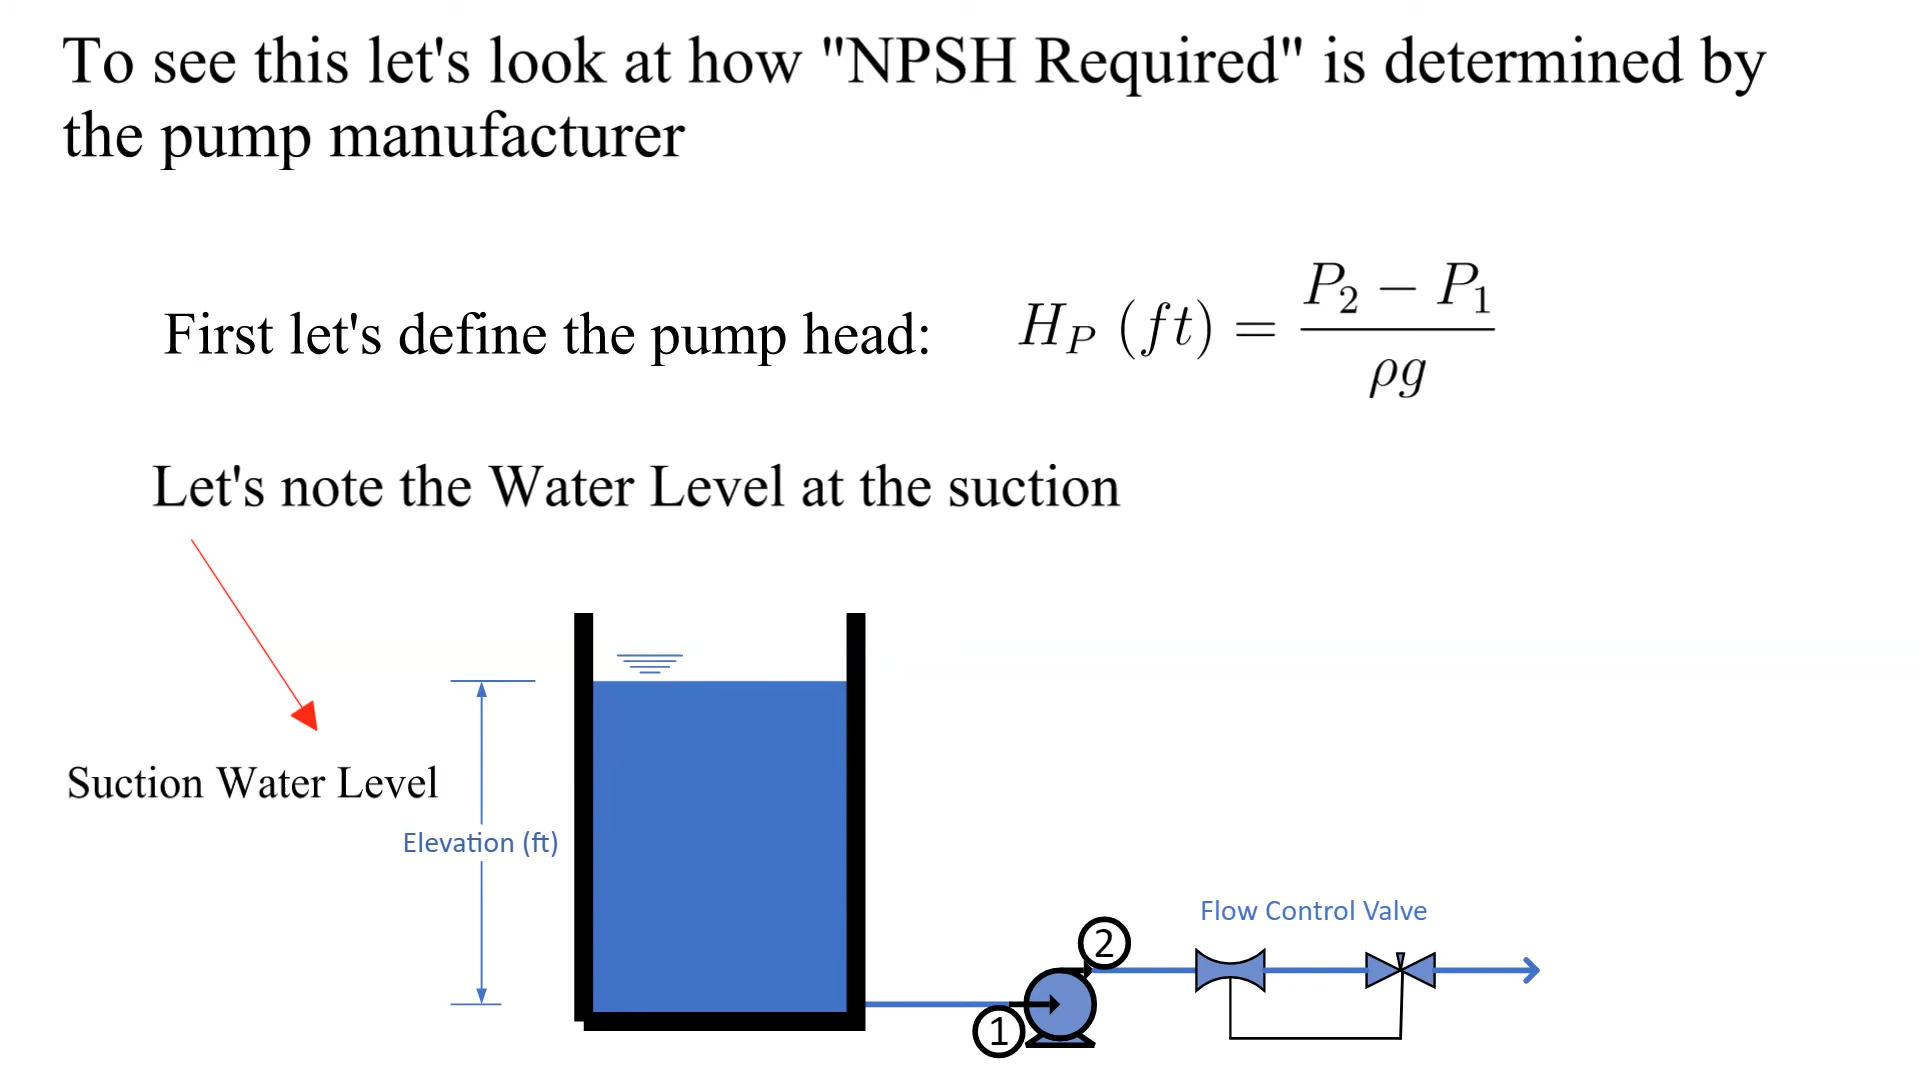 To see this let's look at how "NPSH Required" is determined by
the pump manufacturer
First let's define the pump head:
H_P (ft) = \frac{P_2 - P_1}{\rho g}
Let's note the Water Level at the suction
Suction Water Level
Elevation (ft)
Flow Control Valve
2
1